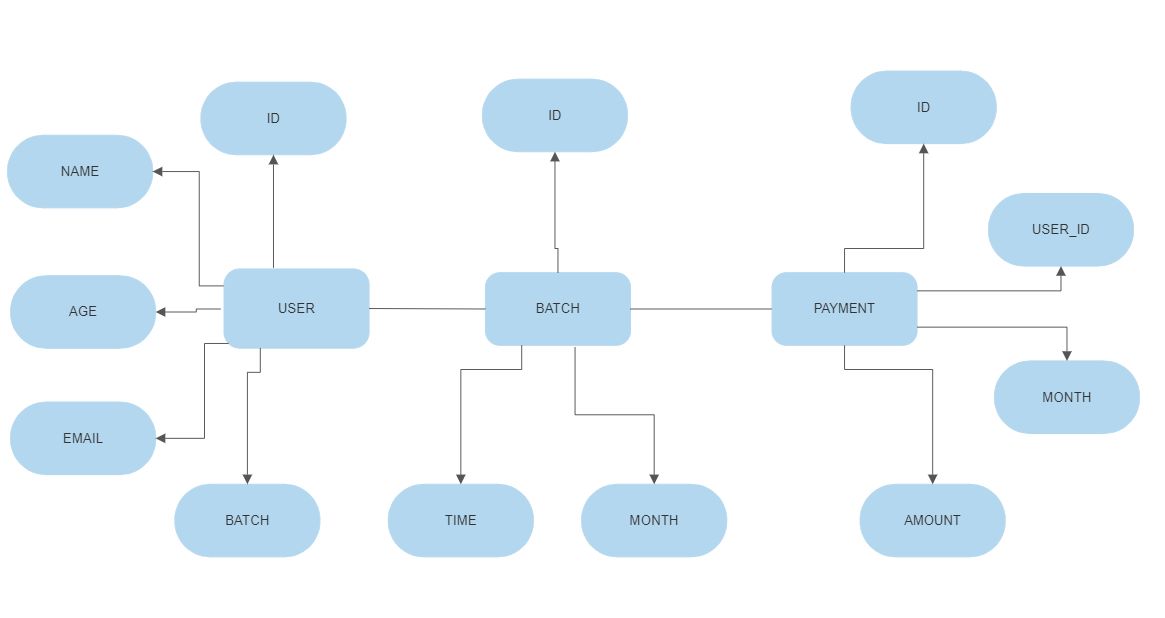 ID
ID
ID
NAME
USER_ID
AGE
USER
BATCH
PAYMENT
MONTH
EMAIL
BATCH
TIME
MONTH
AMOUNT